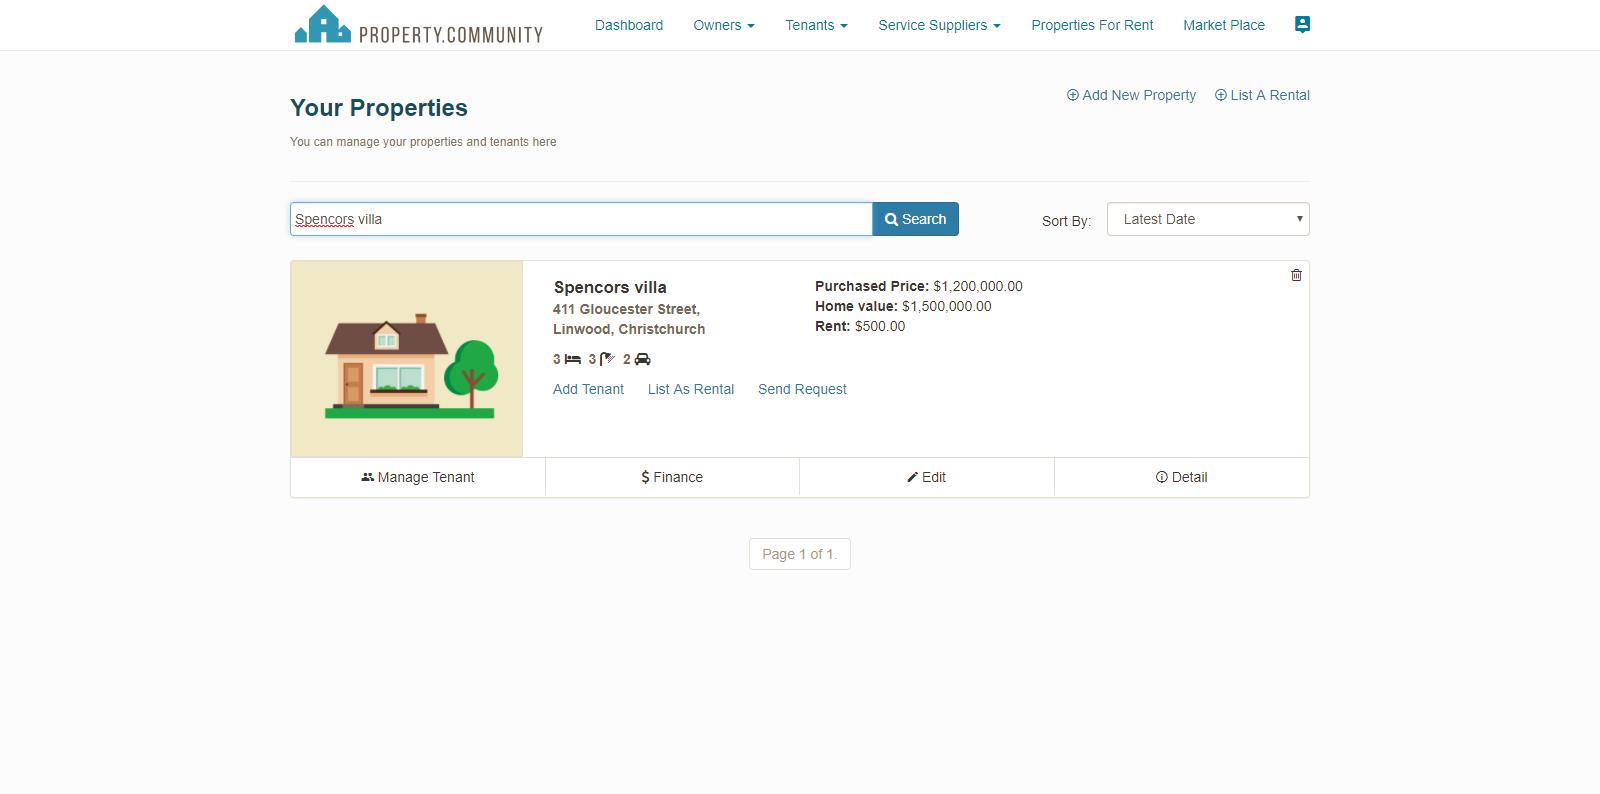 PROPERTY.COMMUNITY
Dashboard Owners Tenants Service Suppliers Properties For Rent Market Place
Add New Property List A Rental
Your Properties
You can manage your properties and tenants here
Spencors villa Search Sort By: Latest Date
Spencors villa
411 Gloucester Street,
Linwood, Christchurch
3 3 2
Add Tenant List As Rental Send Request
Purchased Price: $1,200,000.00
Home value: $1,500,000.00
Rent: $500.00
Manage Tenant $ Finance Edit Detail
Page 1 of 1.